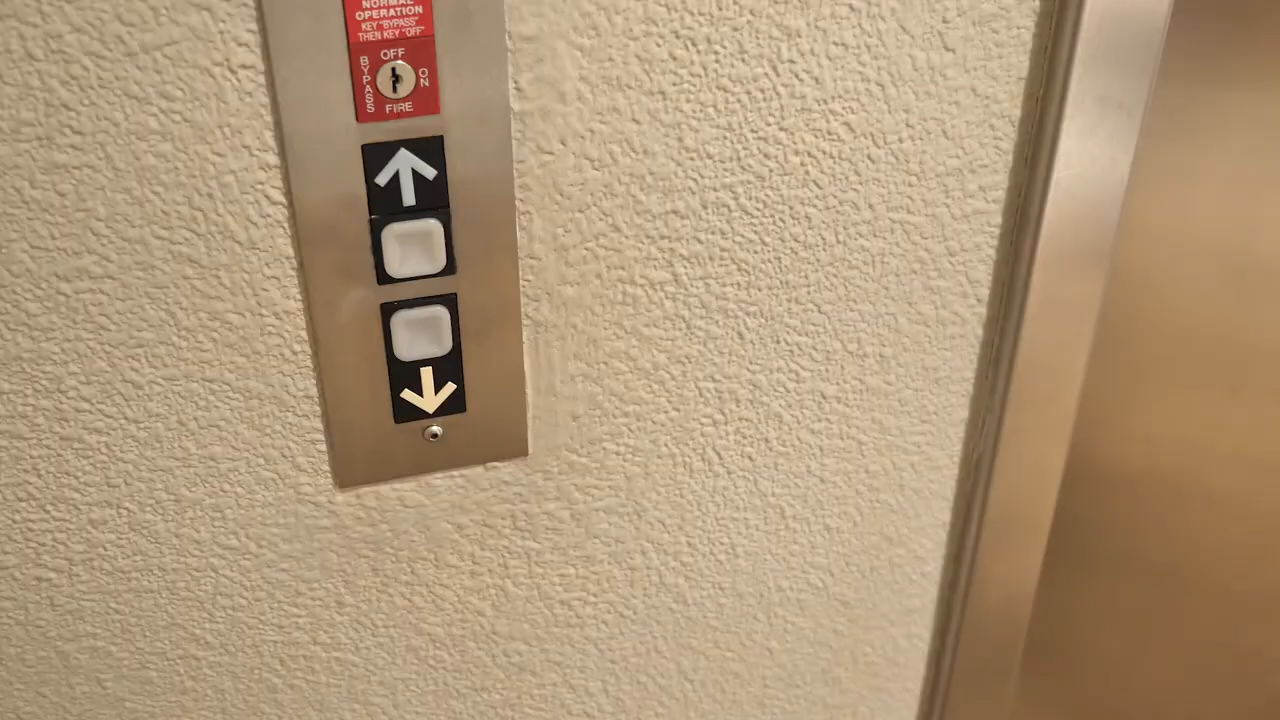 NORMAL
OPERATION
KEY "BYPASS"
THEN KEY "OFF"
OFF
BYPASS
ON
FIRE